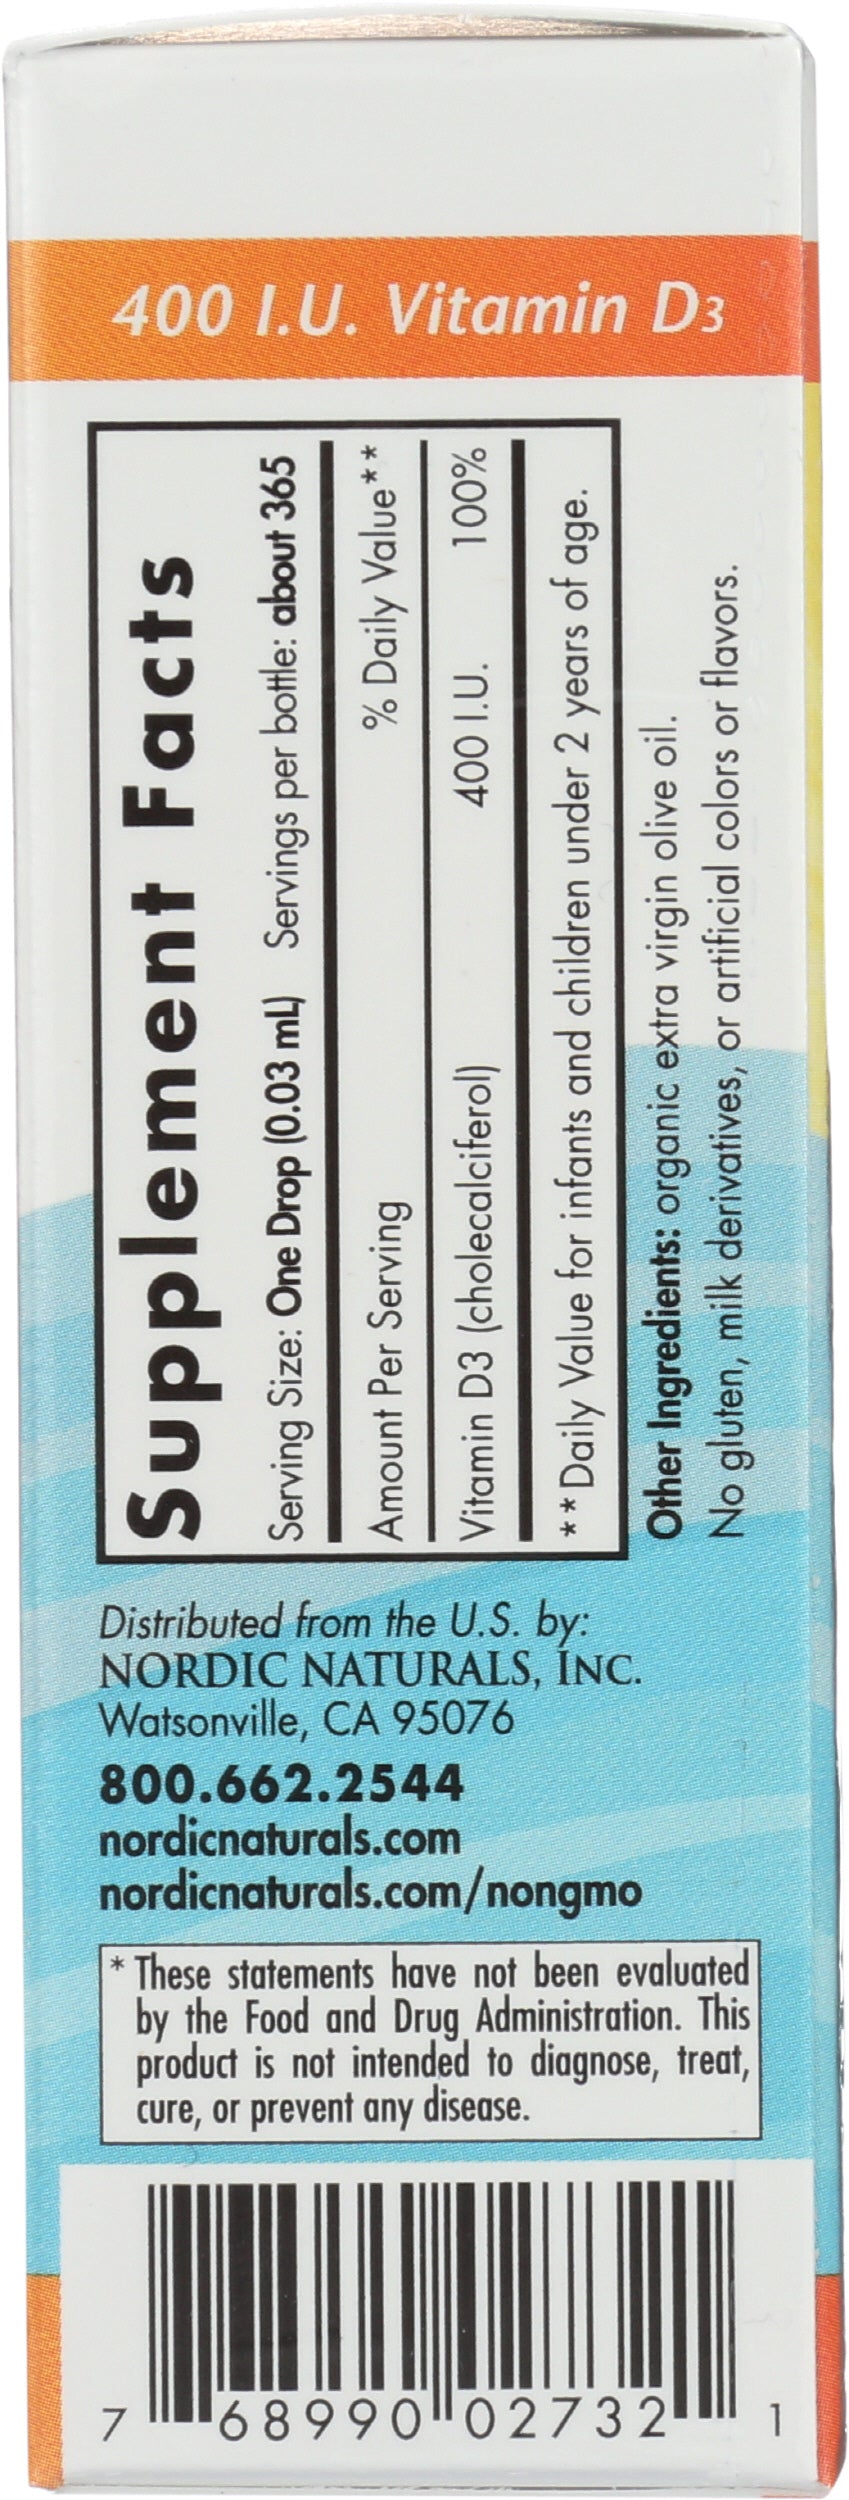 400 I.U. Vitamin D3
Supplement Facts
Serving Size: One Drop (0.03 mL) Servings per bottle: about 365
Amount Per Serving % Daily Value**
Vitamin D3 (cholecalciferol) 400 I.U. 100%
** Daily Value for infants and children under 2 years of age.
Other Ingredients: organic extra virgin olive oil.
No gluten, milk derivatives, or artificial colors or flavors.
Distributed from the U.S. by:
NORDIC NATURALS, INC.
Watsonville, CA 95076
800.662.2544
nordicnaturals.com
nordicnaturals.com/nongmo
* These statements have not been evaluated
by the Food and Drug Administration. This
product is not intended to diagnose, treat,
cure, or prevent any disease.
7 68990 02732 1